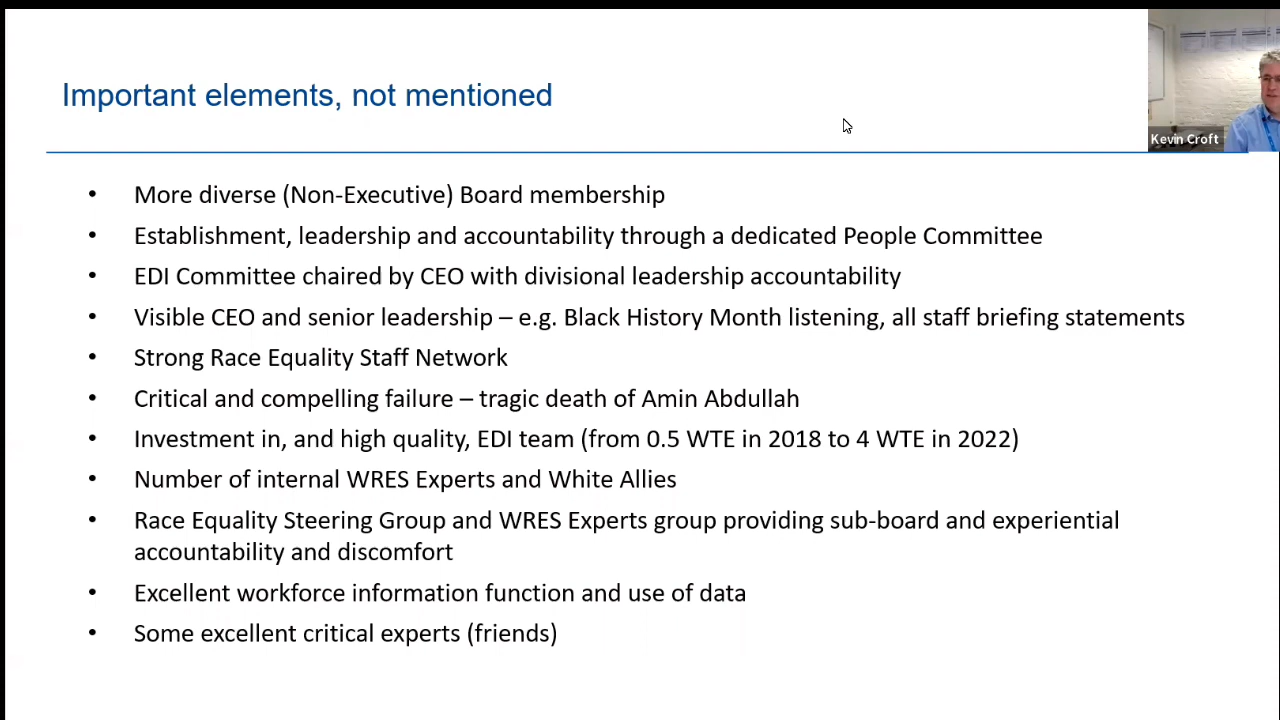 Important elements, not mentioned
Kevin Croft
• More diverse (Non-Executive) Board membership
• Establishment, leadership and accountability through a dedicated People Committee
• EDI Committee chaired by CEO with divisional leadership accountability
• Visible CEO and senior leadership – e.g. Black History Month listening, all staff briefing statements
• Strong Race Equality Staff Network
• Critical and compelling failure – tragic death of Amin Abdullah
• Investment in, and high quality, EDI team (from 0.5 WTE in 2018 to 4 WTE in 2022)
• Number of internal WRES Experts and White Allies
• Race Equality Steering Group and WRES Experts group providing sub-board and experiential
accountability and discomfort
• Excellent workforce information function and use of data
• Some excellent critical experts (friends)